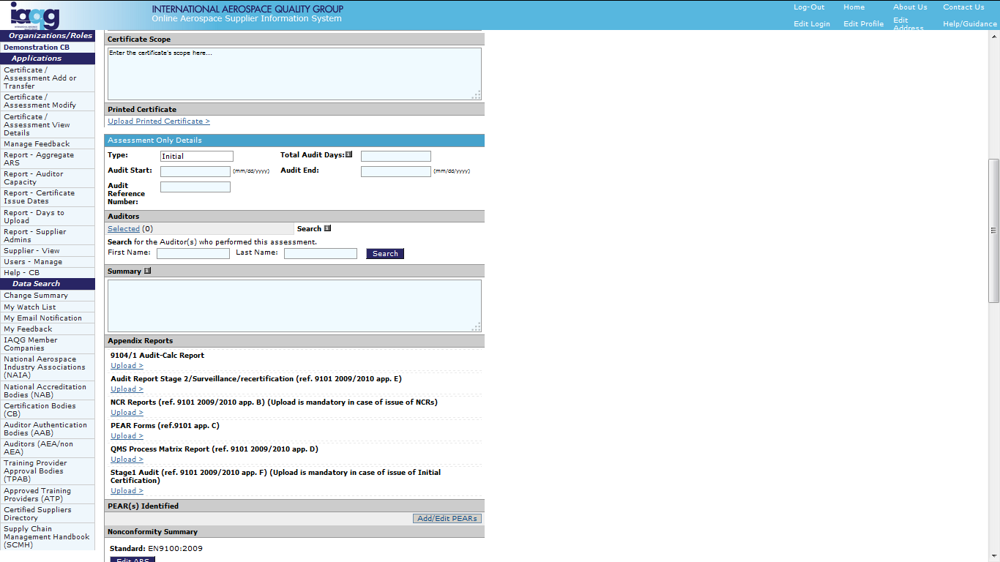 iaqg
INTERNATIONAL AEROSPACE QUALITY GROUP
Online Aerospace Supplier Information System
Log-Out
Home
About Us
Contact Us
Edit Login
Edit Profile
Edit
Address
Help/Guidance
Organizations/Roles
Demonstration CB
Applications
Certificate /
Assessment Add or
Transfer
Certificate /
Assessment Modify
Certificate /
Assessment View
Details
Manage Feedback
Report - Aggregate
ARS
Report - Auditor
Capacity
Report - Certificate
Issue Dates
Report - Days to
Upload
Report - Supplier
Admins
Supplier - View
Users - Manage
Help - CB
Data Search
Change Summary
My Watch List
My Email Notification
My Feedback
IAQG Member
Companies
National Aerospace
Industry Associations
(NAIA)
National Accreditation
Bodies (NAB)
Certification Bodies
(CB)
Auditor Authentication
Bodies (AAB)
Auditors (AEA/non
AEA)
Training Provider
Approval Bodies
(TPAB)
Approved Training
Providers (ATP)
Certified Suppliers
Directory
Supply Chain
Management Handbook
(SCMH)
Certificate Scope
Enter the certificate's scope here...
Printed Certificate
Upload Printed Certificate >
Assessment Only Details
Type: Initial Total Audit Days:
Audit Start: (mm/dd/yyyy) Audit End: (mm/dd/yyyy)
Audit
Reference
Number:
Auditors
Selected (0) Search
Search for the Auditor(s) who performed this assessment.
First Name: Last Name: Search
Summary
Appendix Reports
9104/1 Audit-Calc Report
Upload >
Audit Report Stage 2/Surveillance/recertification (ref. 9101 2009/2010 app. E)
Upload >
NCR Reports (ref. 9101 2009/2010 app. B) (Upload is mandatory in case of issue of NCRs)
Upload >
PEAR Forms (ref.9101 app. C)
Upload >
QMS Process Matrix Report (ref. 9101 2009/2010 app. D)
Upload >
Stage1 Audit (ref. 9101 2009/2010 app. F) (Upload is mandatory in case of issue of Initial
Certification)
Upload >
PEAR(s) Identified
Add/Edit PEARs
Nonconformity Summary
Standard: EN9100:2009
Edit ARS